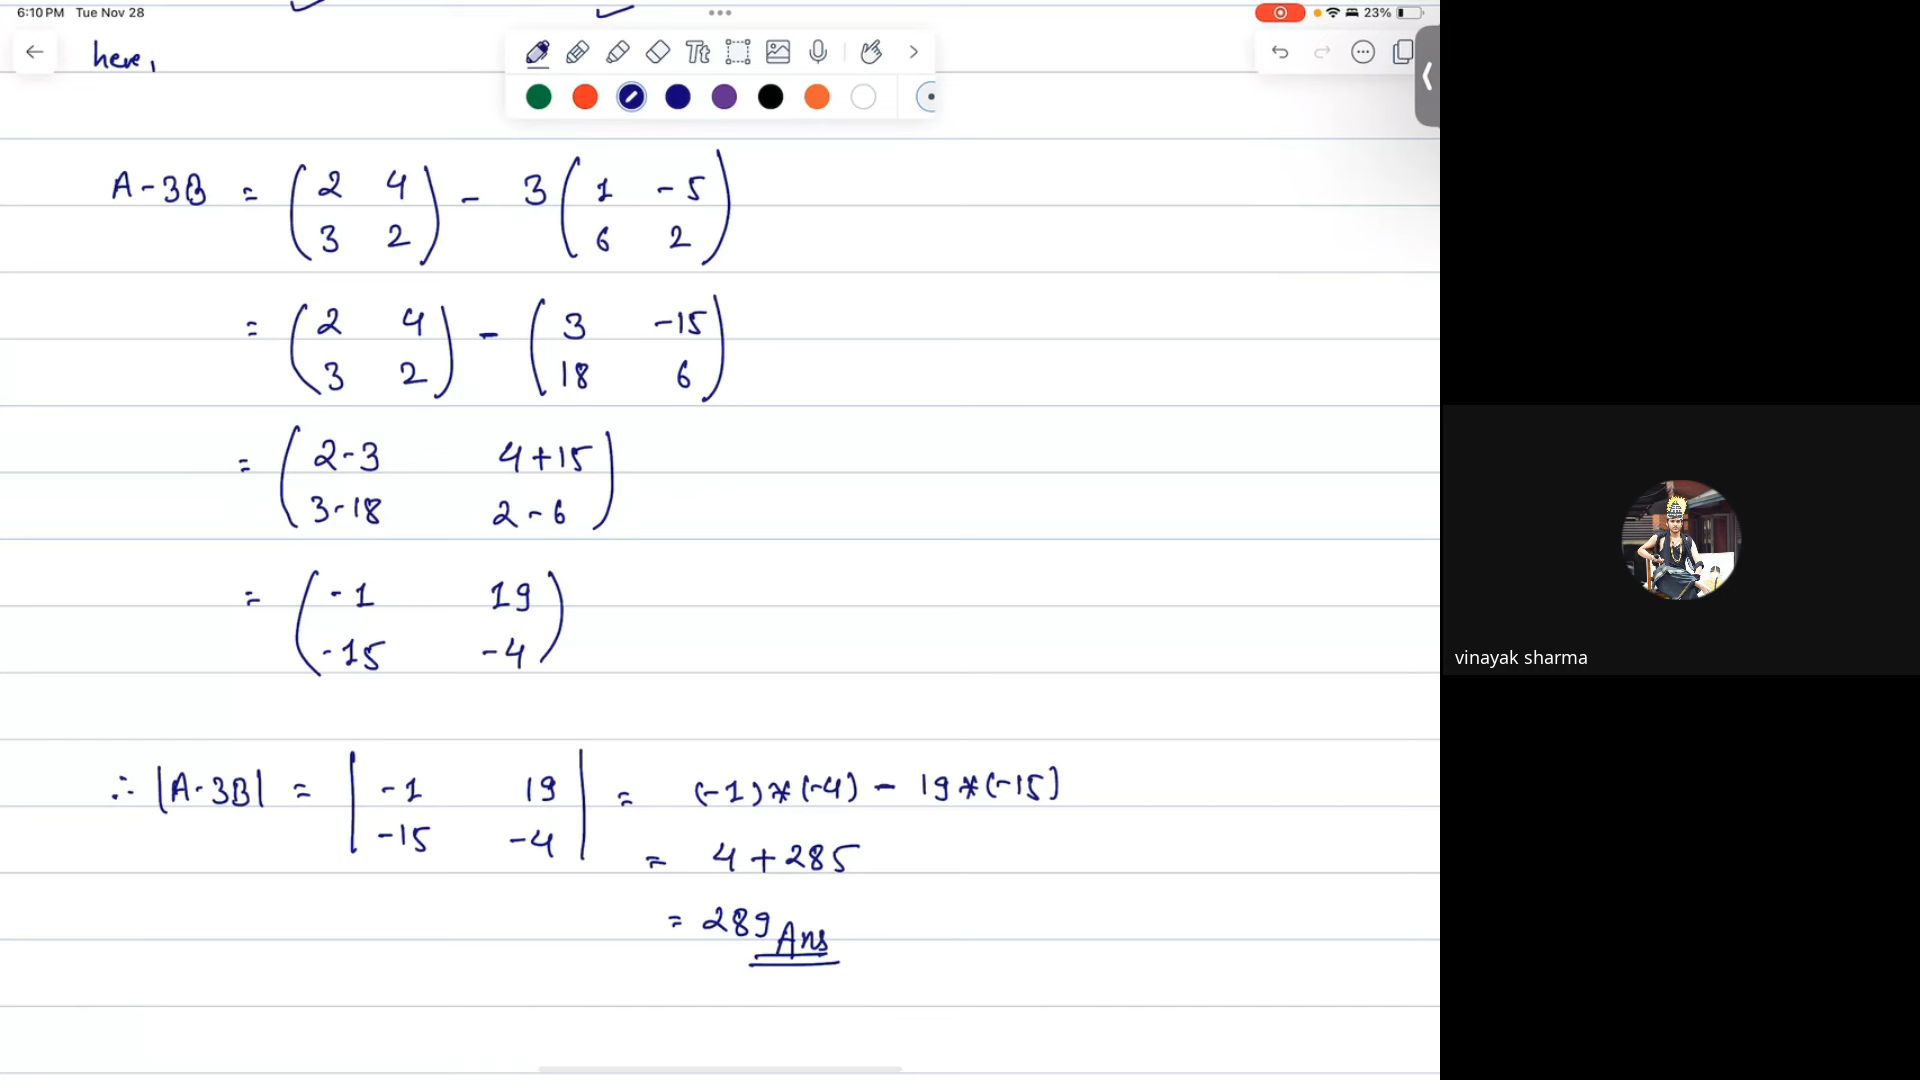 6:10 PM Tue Nov 28
23%
Tt
here,
A-3B = (2 4) - 3 (1 -5)
(3 2) (6 2)
= (2 4) - (3 -15)
(3 2) (18 6)
= (2-3 4+15)
(3-18 2-6)
= (-1 19)
(-15 -4)
∴ |A-3B| = |-1 19| = (-1)*(-4) - 19*(-15)
|-15 -4|
= 4+285
= 289 Ans
vinayak sharma